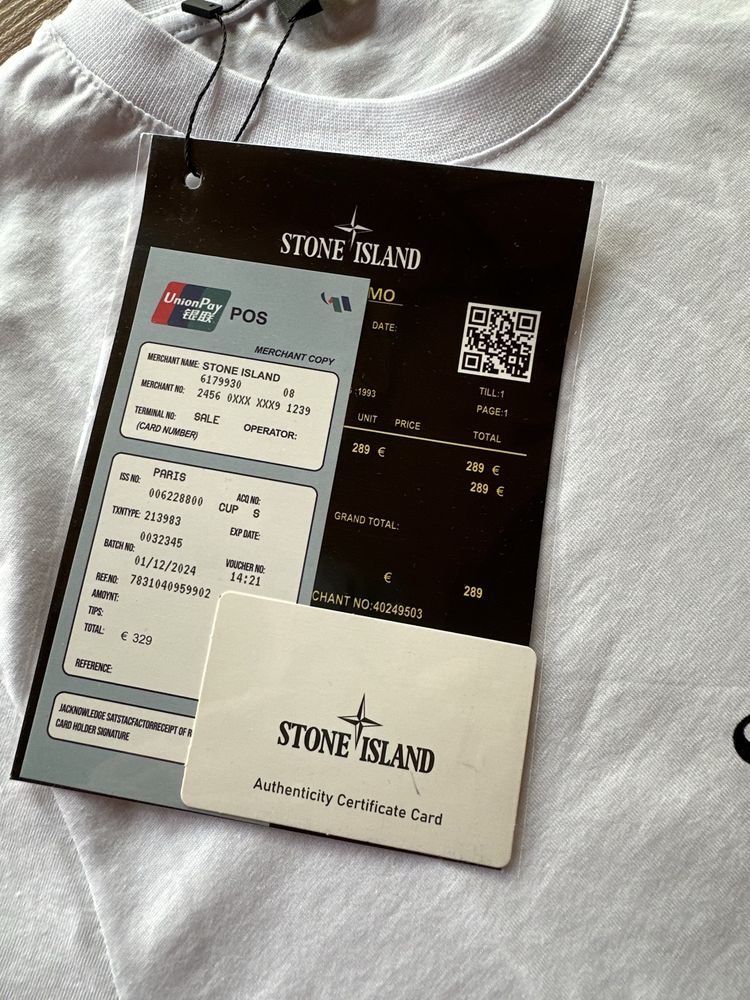 STONE ISLAND
MO
DATE:
:1993
TILL:1
PAGE:1
UNIT PRICE TOTAL
289 € 289 €
289 €
GRAND TOTAL:
€ 289
CHANT NO:40249503
UnionPay
银联
POS
MERCHANT COPY
MERCHANT NAME: STONE ISLAND
6179930 08
MERCHANT NO: 2456 0XXX XXX9 1239
TERMINAL NO: SALE
(CARD NUMBER) OPERATOR:
PARIS
ISS NO: 006228800 ACQ NO:
CUP S
TXNTYPE: 213983 EXP DATE:
0032345
BATCH NO: VOUCHER NO:
01/12/2024 14:21
REF.NO: 7831040959902
AMOYNT:
TIPS:
TOTAL: € 329
REFERENCE:
JACKNOWLEDGE SATSTACFACTORRECEIPT OF R
CARD HOLDER SIGNATURE
STONE ISLAND
Authenticity Certificate Card